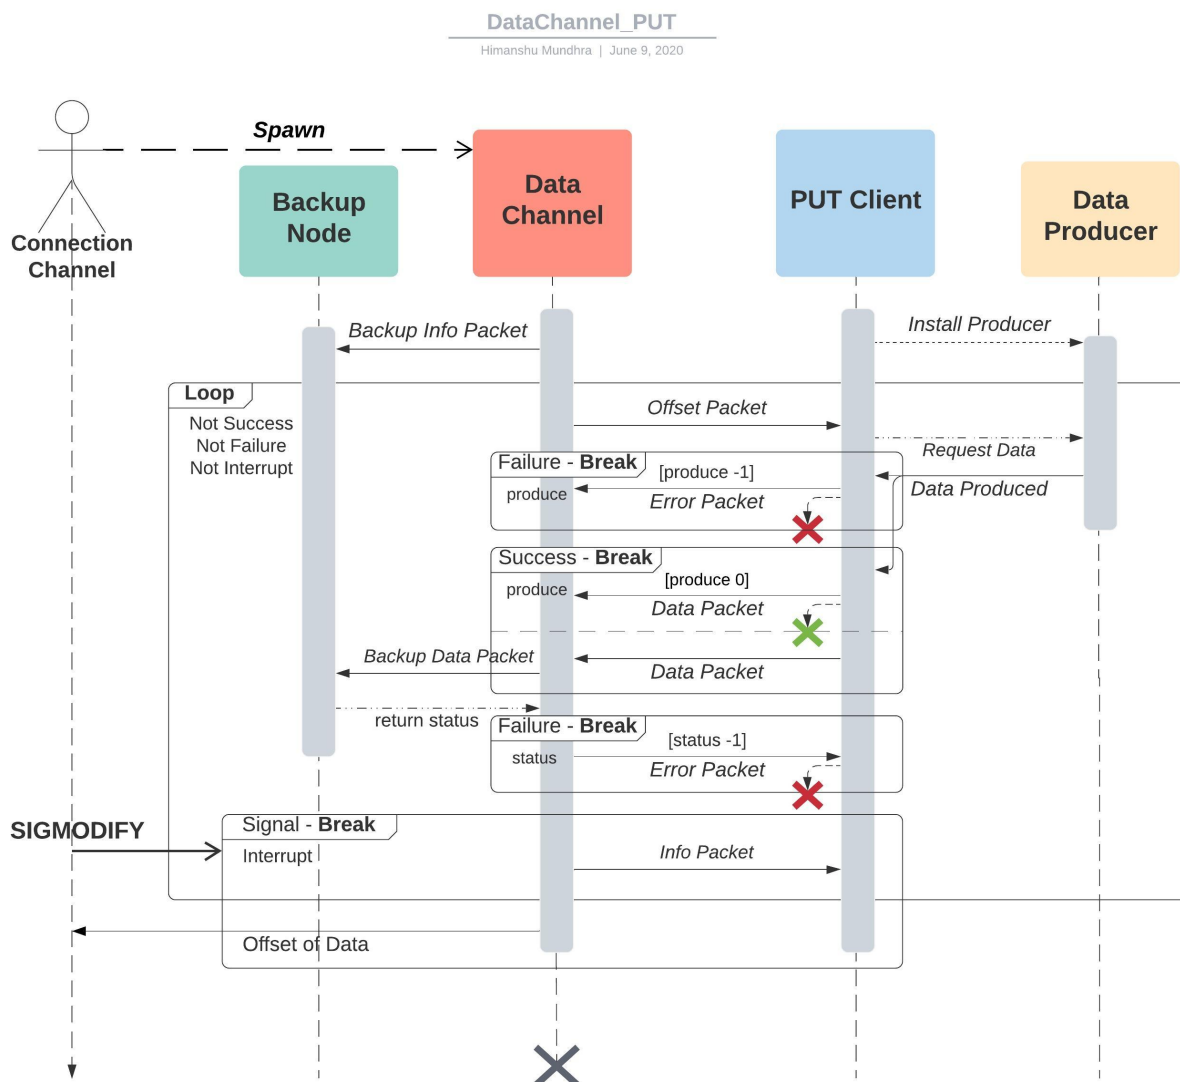 DataChannel_PUT
Himanshu Mundhra | June 9, 2020
Spawn
Connection
Channel
Backup
Node
Data
Channel
PUT Client
Data
Producer
Backup Info Packet
Install Producer
Loop
Not Success
Not Failure
Not Interrupt
Offset Packet
Request Data
Failure - Break
[produce -1]
produce
Error Packet
Data Produced
Success - Break
[produce 0]
produce
Data Packet
Backup Data Packet
Data Packet
return status
Failure - Break
[status -1]
status
Error Packet
SIGMODIFY
Signal - Break
Interrupt
Info Packet
Offset of Data